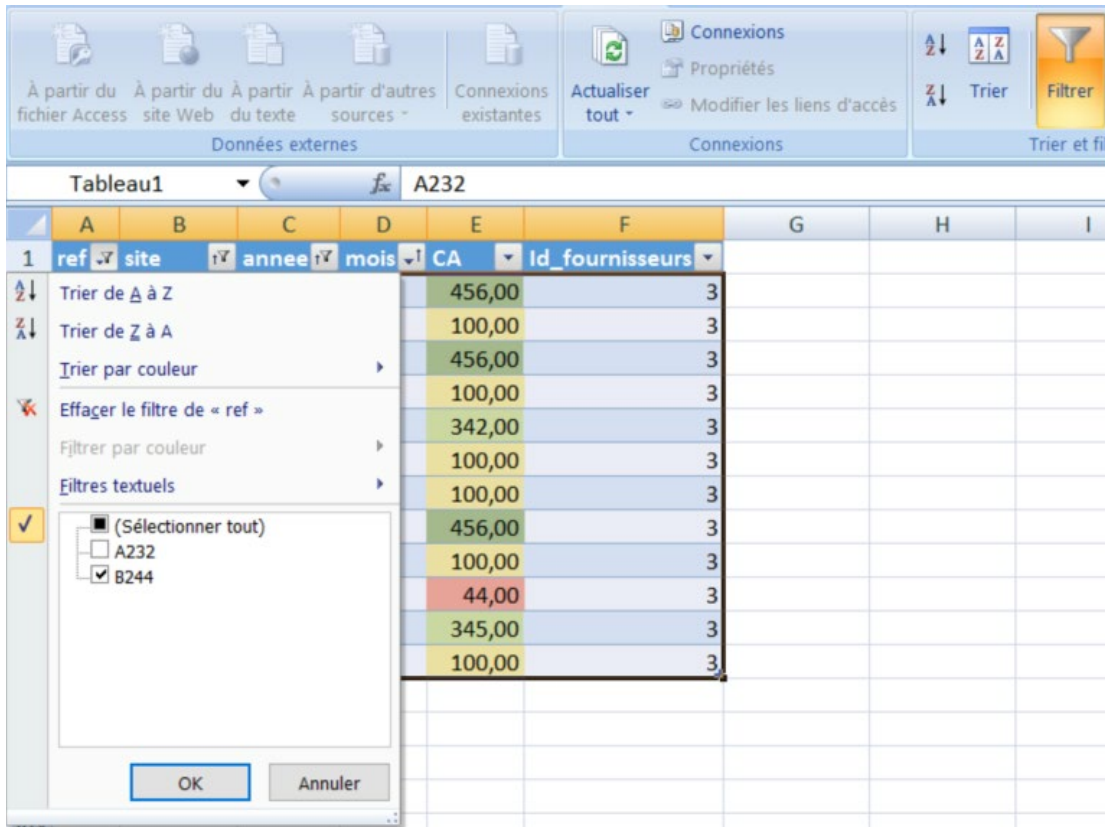 Connexions
Propriétés
Modifier les liens d'accès
À partir du fichier Access
À partir du site Web
À partir du texte
À partir d'autres sources
Connexions existantes
Actualiser tout
Trier
Filtrer
Données externes
Connexions
Trier et fi
Tableau1 fx A232
A B C D E F G H I
1 ref site annee mois CA Id_fournisseurs
Trier de A à Z
456,00 3
Trier de Z à A
100,00 3
Trier par couleur
456,00 3
Effacer le filtre de « ref »
100,00 3
Filtrer par couleur
342,00 3
100,00 3
Filtres textuels
100,00 3
(Sélectionner tout)
456,00 3
A232
100,00 3
B244
44,00 3
345,00 3
100,00 3
OK Annuler